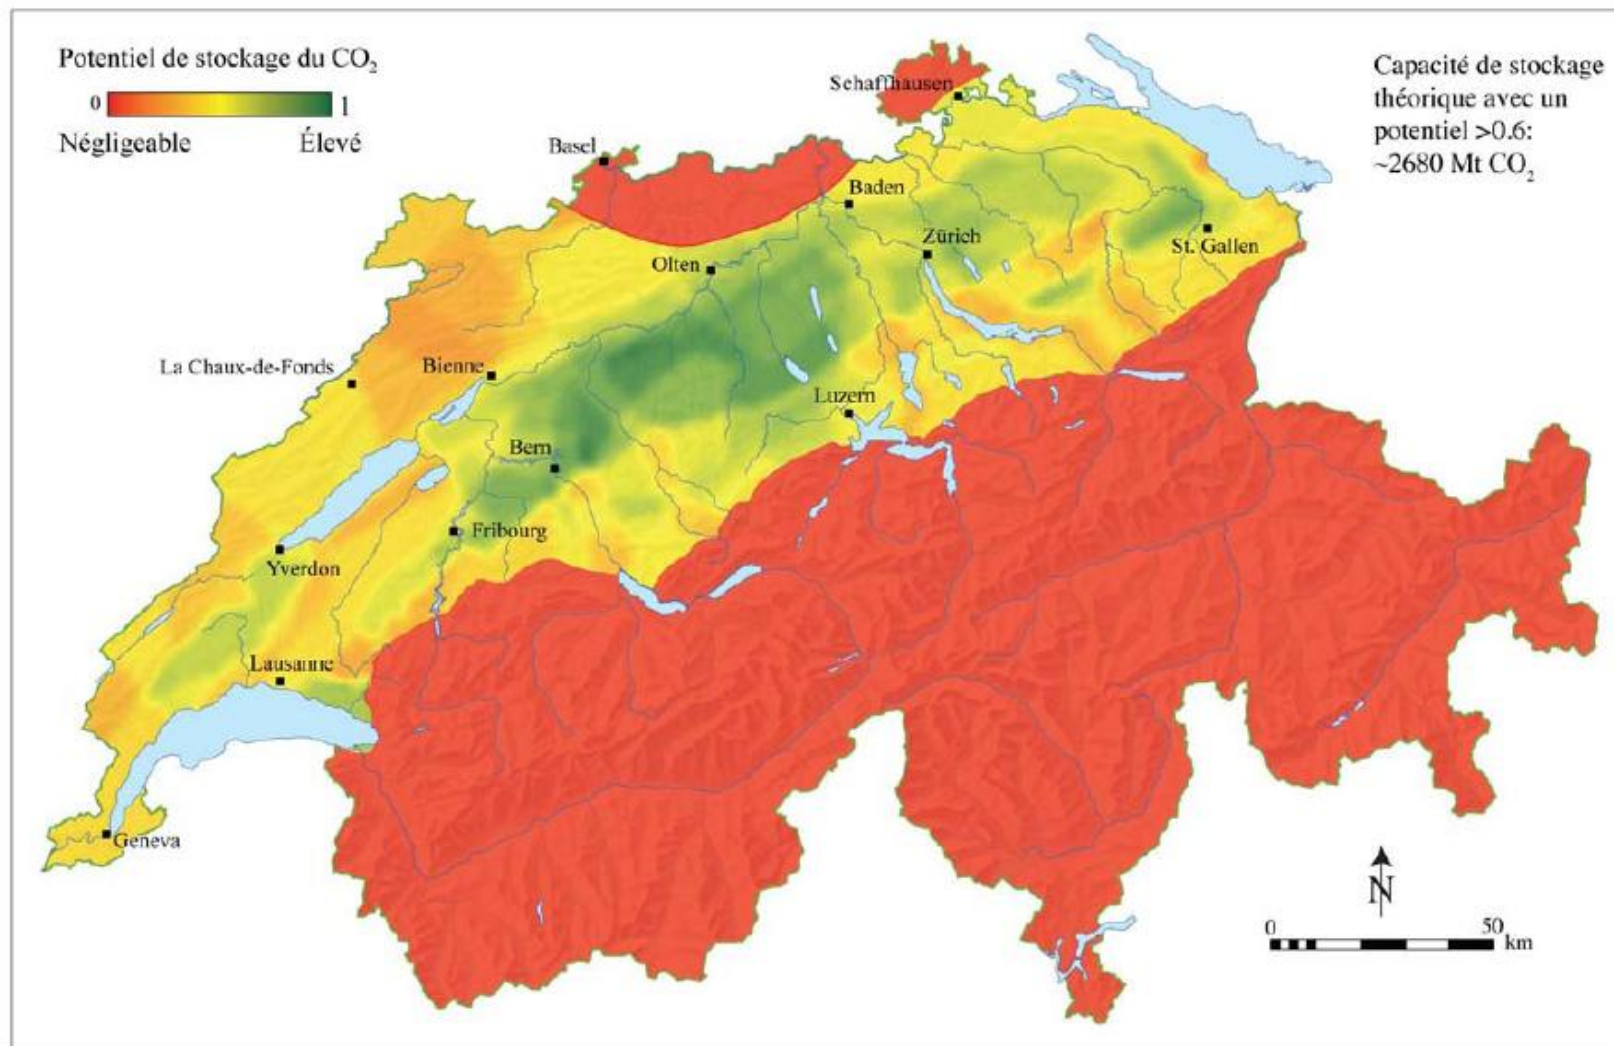 Potentiel de stockage du CO₂
0
1
Négligeable
Élevé
Capacité de stockage
théorique avec un
potentiel >0.6:
~2680 Mt CO₂
Schaffhausen
Basel
Baden
Zürich
St. Gallen
Olten
La Chaux-de-Fonds
Bienne
Luzern
Bern
Fribourg
Yverdon
Lausanne
Geneva
N
0
50
km